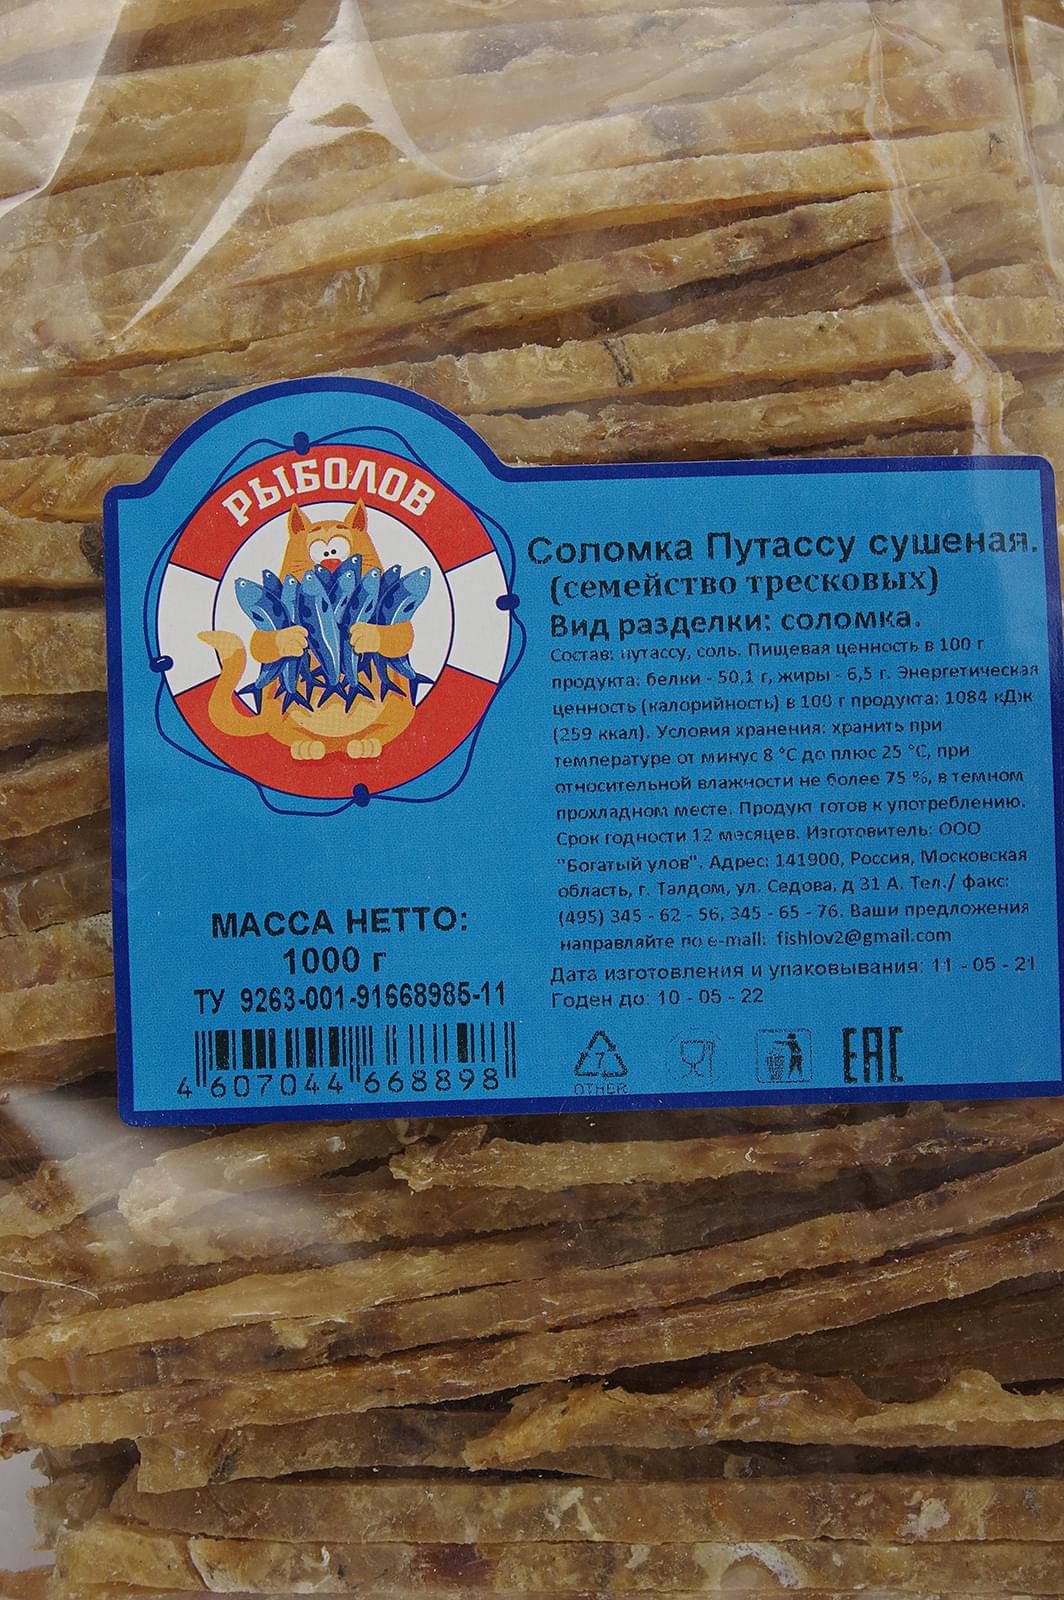 РЫБОЛОВ
Соломка Путассу сушеная.
(семейство тресковых)
Вид разделки: соломка.
Состав: путассу, соль. Пищевая ценность в 100 г
продукта: белки - 50,1 г, жиры - 6,5 г. Энергетическая
ценность (калорийность) в 100 г продукта: 1084 кДж
(259 ккал). Условия хранения: хранить при
температуре от минус 8 °С до плюс 25 °С, при
относительной влажности не более 75 %, в темном
прохладном месте. Продукт готов к употреблению.
Срок годности 12 месяцев. Изготовитель: ООО
"Богатый улов". Адрес: 141900, Россия, Московская
область, г. Талдом, ул. Седова, д 31 А. Тел./ факс:
(495) 345 - 62 - 56, 345 - 65 - 76. Ваши предложения
направляйте по e-mail: fishlov2@gmail.com
Дата изготовления и упаковывания: 11 - 05 - 21
Годен до: 10 - 05 - 22
МАССА НЕТТО:
1000 г
ТУ 9263-001-91668985-11
4 607044 668898
7
OTHER
EAC